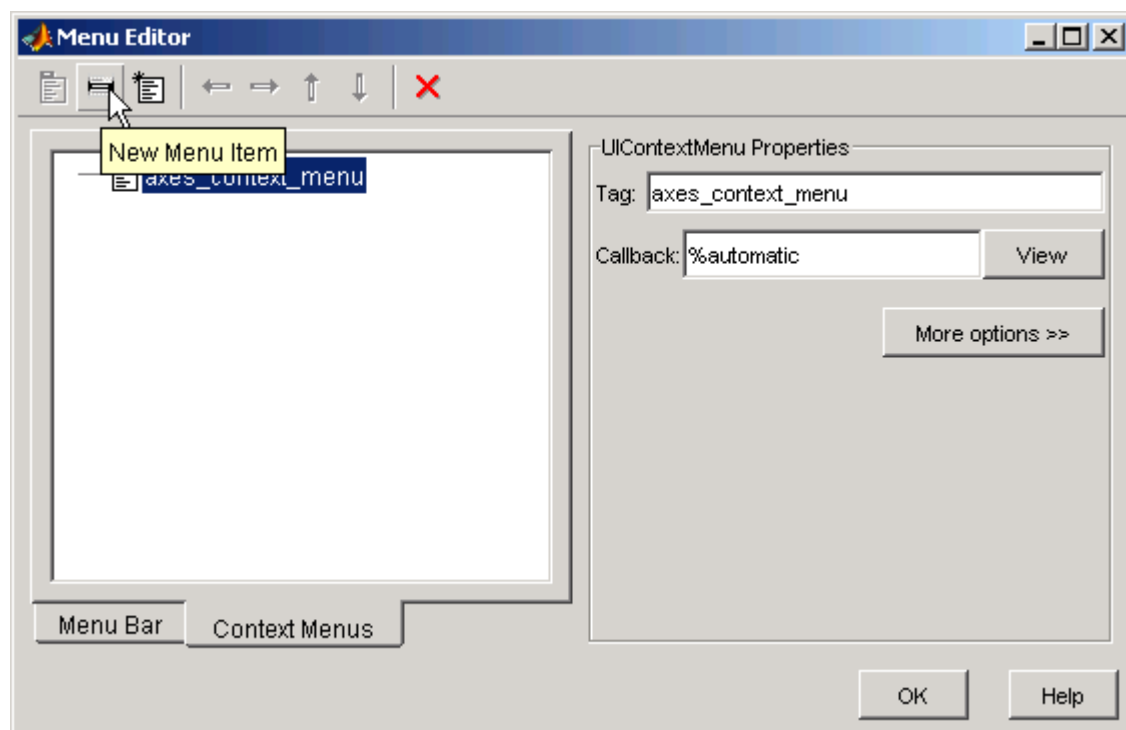 Menu Editor
New Menu Item
axes_context_menu
UIContextMenu Properties
Tag: axes_context_menu
Callback: %automatic View
More options >>
Menu Bar Context Menus
OK Help